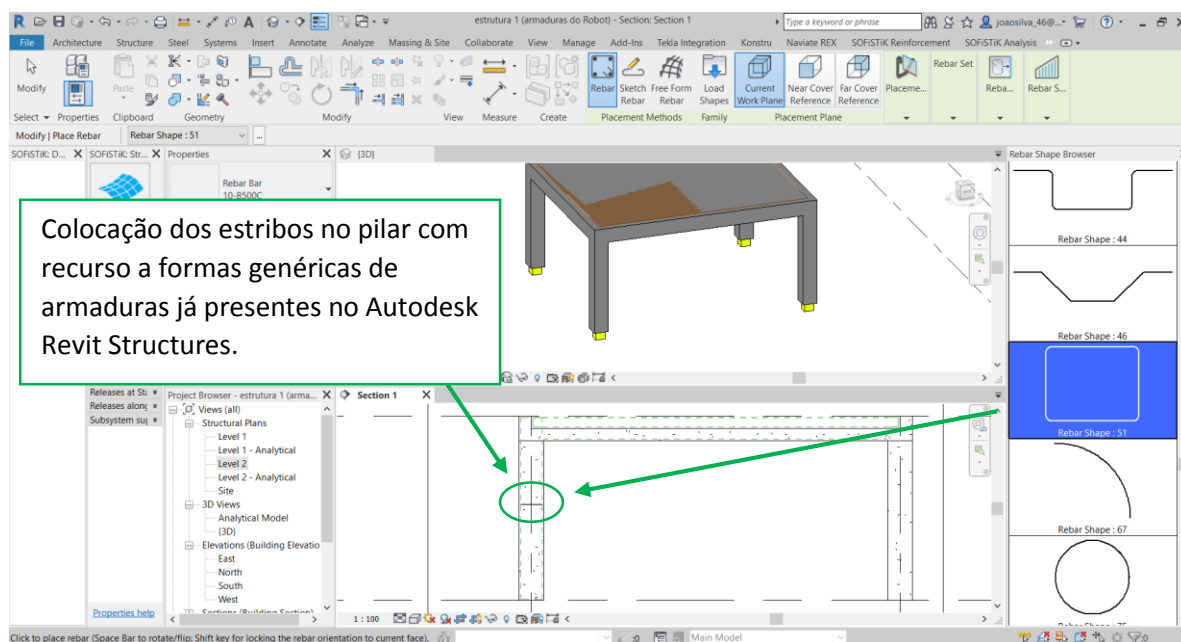 estrutura 1 (armaduras do Robot) - Section: Section 1
Type a keyword or phrase
joaosilva_46@...
File Architecture Structure Steel Systems Insert Annotate Analyze Massing & Site Collaborate View Manage Add-Ins Tekla Integration Konstru Naviate REX SOFiSTiK Reinforcement SOFiSTiK Analysis
Modify
Paste
Rebar
Sketch Rebar
Free Form Rebar
Load Shapes
Current Work Plane
Near Cover Reference
Far Cover Reference
Placeme...
Rebar Set
Reba...
Rebar S...
Select Properties Clipboard Geometry Modify View Measure Create Placement Methods Family Placement Plane
Modify | Place Rebar
Rebar Shape : 51
SOFiSTiK: D... X SOFiSTiK: Str... X Properties X (3D)
Rebar Shape Browser
Rebar Bar
10-B500C
Colocação dos estribos no pilar com
recurso a formas genéricas de
armaduras já presentes no Autodesk
Revit Structures.
Rebar Shape : 44
Rebar Shape : 46
Rebar Shape : 51
Rebar Shape : 67
Releases at
Releases along
Subsystem
Properties help
Project Browser - estrutura 1 (arma... X
Section 1 X
Views (all)
Structural Plans
Level 1
Level 1 - Analytical
Level 2
Level 2 - Analytical
Site
3D Views
Analytical Model
{3D}
Elevations (Building Elevatio
East
North
South
West
Sections (Building Section)
1 : 100
Click to place rebar (Space Bar to rotate/flip; Shift key for locking the rebar orientation to current face).
:0
Main Model
:0